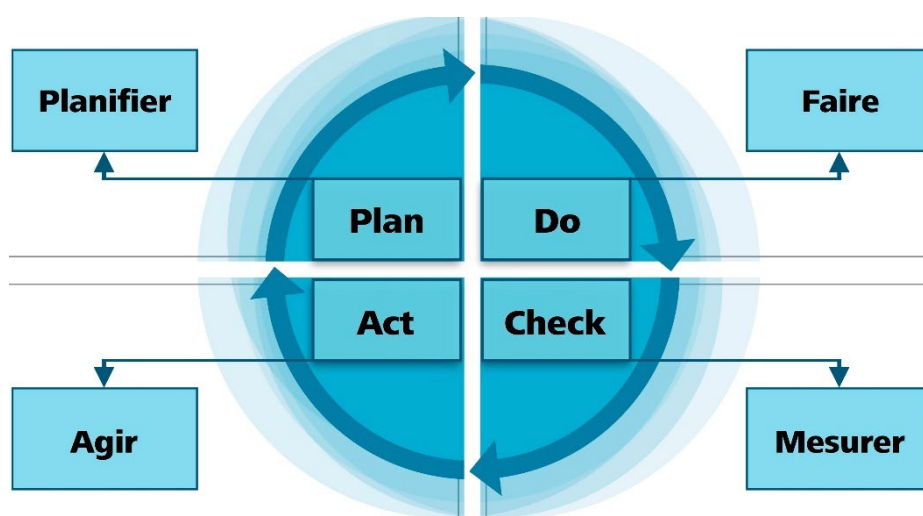 Planifier
Faire
Plan
Do
Act
Check
Agir
Mesurer